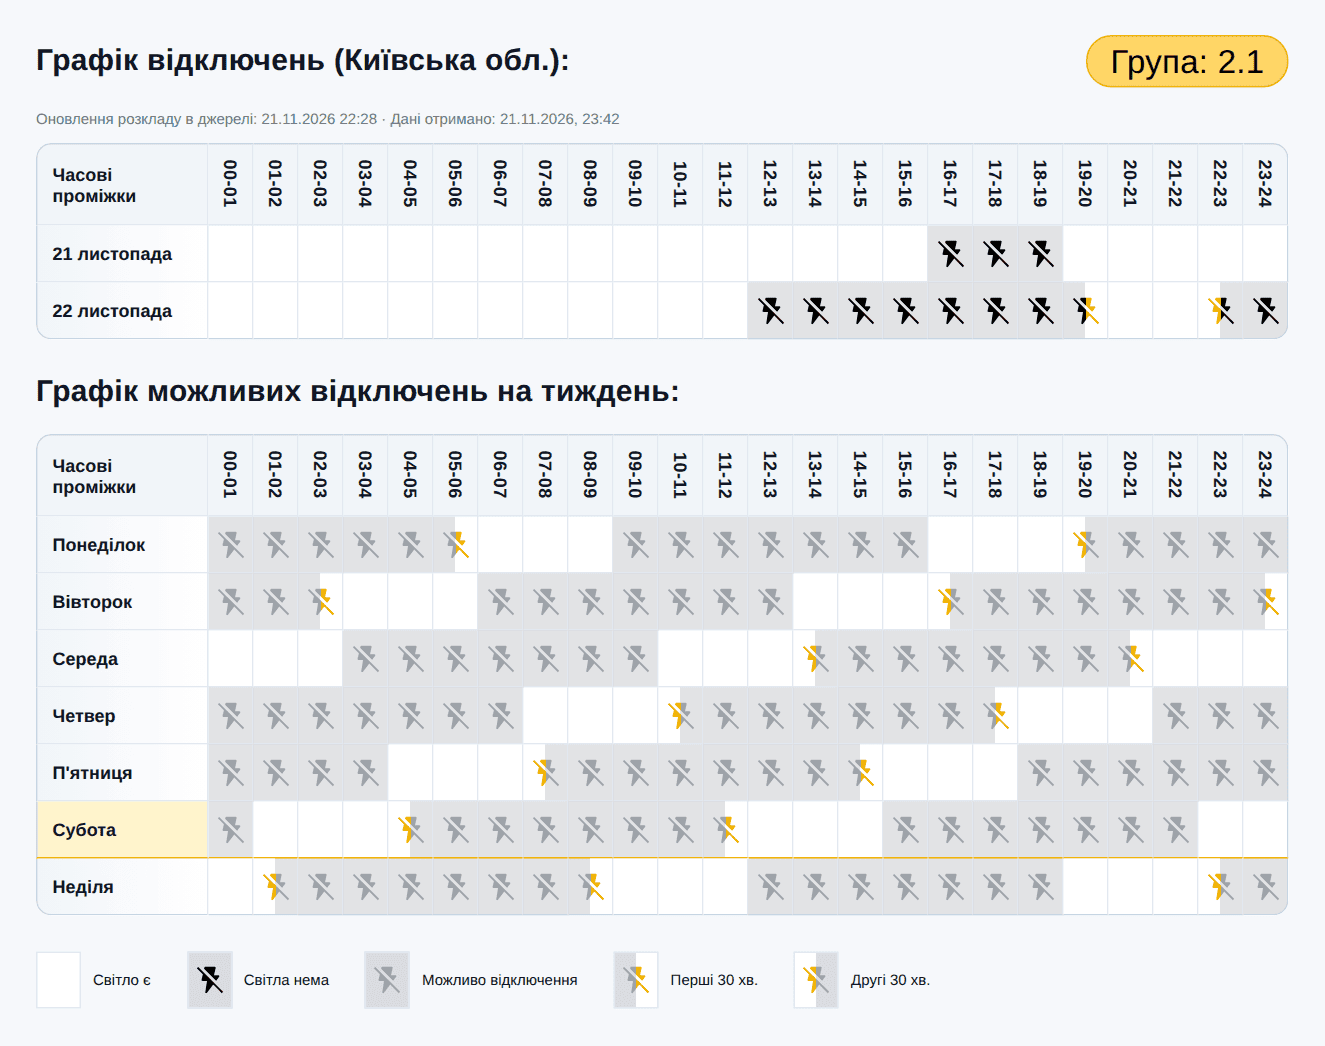 Графік відключень (Київська обл.):
Група: 2.1
Оновлення розкладу в джерелі: 21.11.2026 22:28 · Дані отримано: 21.11.2026, 23:42
Часові проміжки 00-01 01-02 02-03 03-04 04-05 05-06 06-07 07-08 08-09 09-10 10-11 11-12 12-13 13-14 14-15 15-16 16-17 17-18 18-19 19-20 20-21 21-22 22-23 23-24
21 листопада
22 листопада
Графік можливих відключень на тиждень:
Часові проміжки 00-01 01-02 02-03 03-04 04-05 05-06 06-07 07-08 08-09 09-10 10-11 11-12 12-13 13-14 14-15 15-16 16-17 17-18 18-19 19-20 20-21 21-22 22-23 23-24
Понеділок
Вівторок
Середа
Четвер
П'ятниця
Субота
Неділя
Світло є Світла нема Можливо відключення Перші 30 хв. Другі 30 хв.